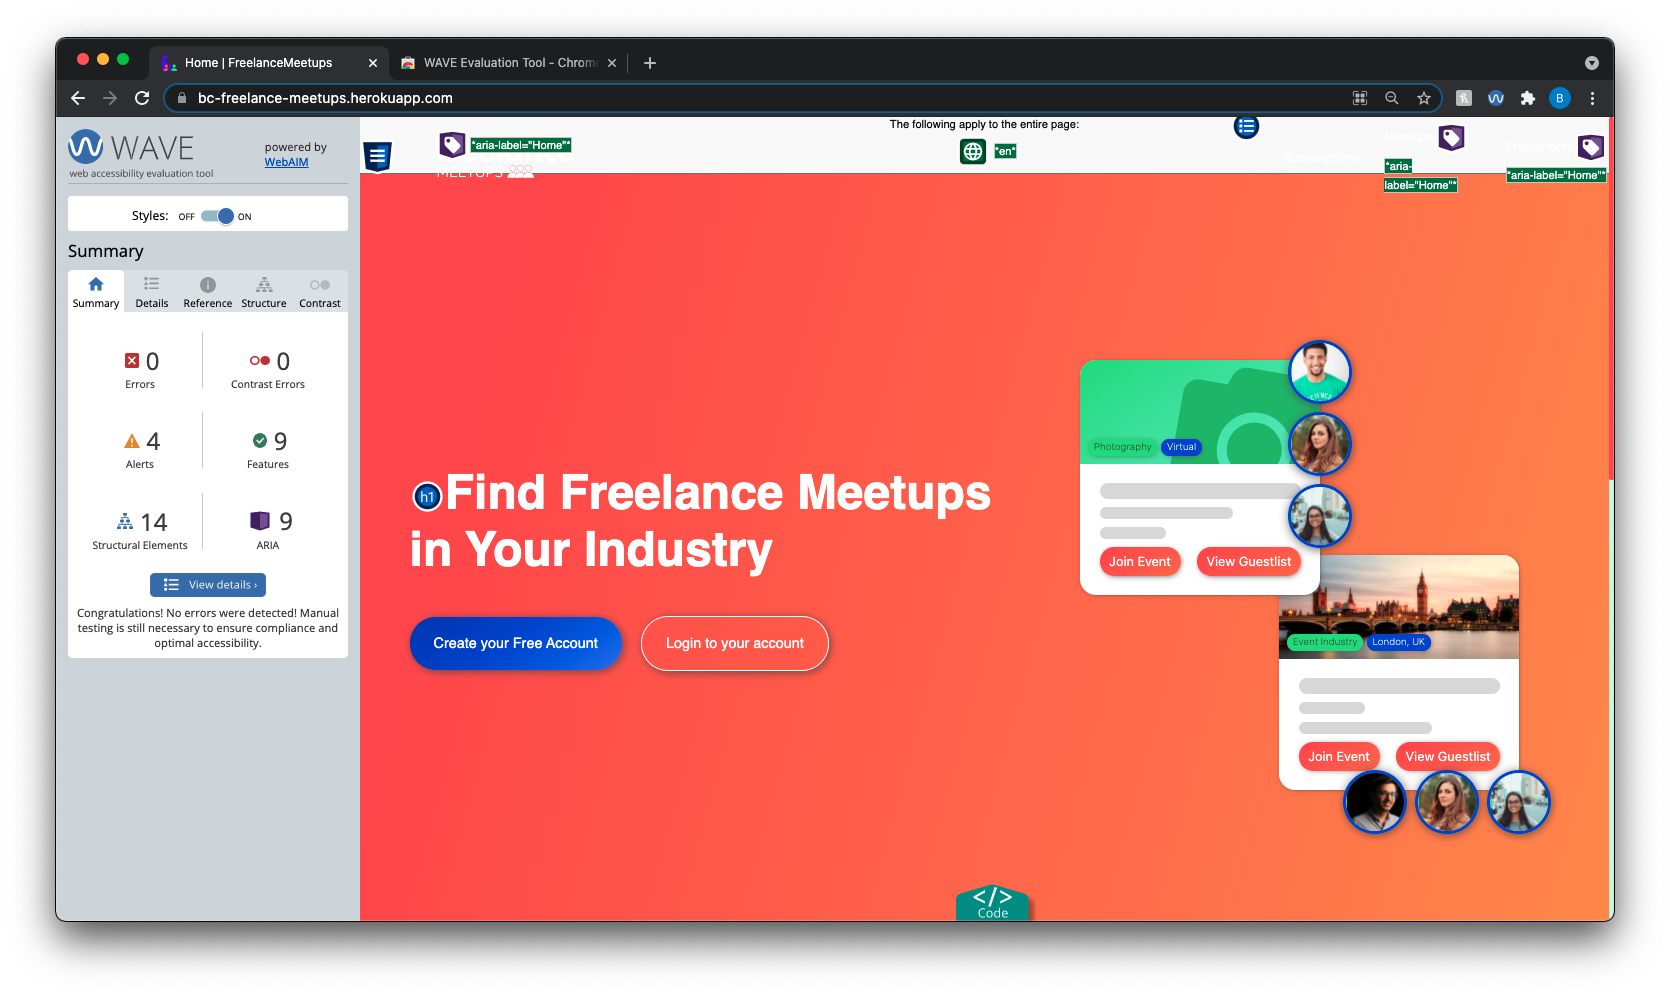 Home | FreelanceMeetups
WAVE Evaluation Tool - Chrom
bc-freelance-meetups.herokuapp.com
B
WAVE
web accessibility evaluation tool
powered by
WebAIM
Styles: OFF ON
Summary
Summary Details Reference Structure Contrast
0 0
Errors Contrast Errors
4 9
Alerts Features
14 9
Structural Elements ARIA
View details ›
Congratulations! No errors were detected! Manual
testing is still necessary to ensure compliance and
optimal accessibility.
The following apply to the entire page:
*en*
*aria-label="Home"*
MEETUPS
Subscriptions
Meetups
*aria-
label="Home"*
*aria-label="Home"*
h1 Find Freelance Meetups
in Your Industry
Create your Free Account Login to your account
Photography Virtual
Join Event View Guestlist
Event Industry London, UK
Join Event View Guestlist
</>
Code